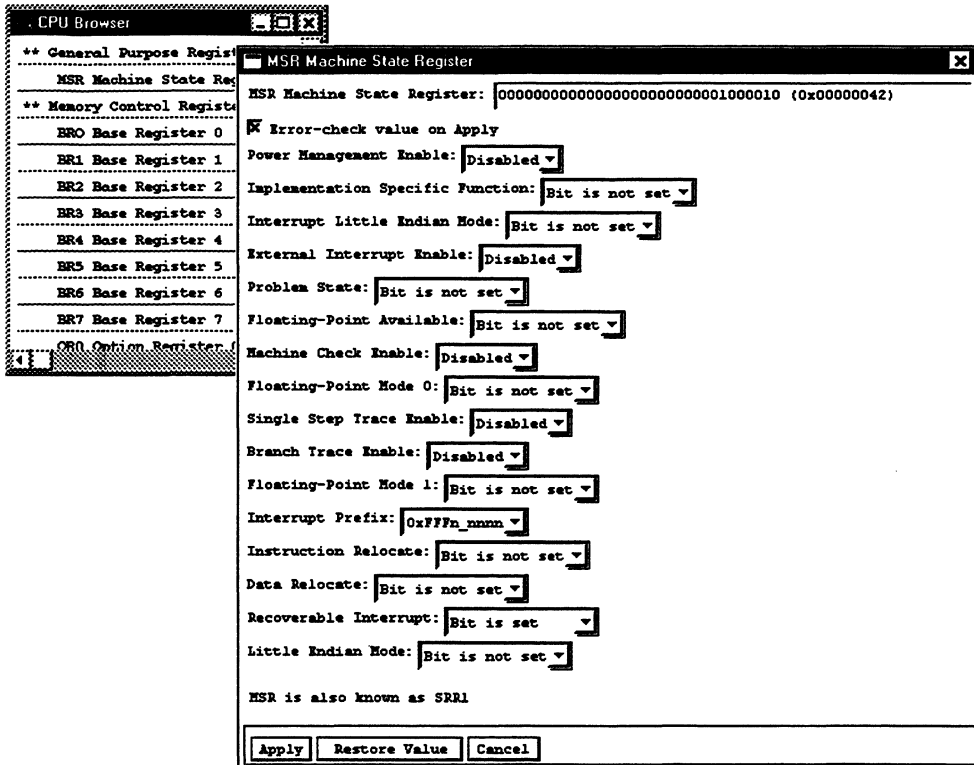 CPU Browser
** General Purpose Regist
MSR Machine State Reg
** Memory Control Registe
BR0 Base Register 0
BR1 Base Register 1
BR2 Base Register 2
BR3 Base Register 3
BR4 Base Register 4
BR5 Base Register 5
BR6 Base Register 6
BR7 Base Register 7
OR0 Option Register
MSR Machine State Register
MSR Machine State Register: 00000000000000000000000001000010 (0x00000042)
Error-check value on Apply
Power Management Enable: Disabled
Implementation Specific Function: Bit is not set
Interrupt Little Endian Mode: Bit is not set
External Interrupt Enable: Disabled
Problem State: Bit is not set
Floating-Point Available: Bit is not set
Machine Check Enable: Disabled
Floating-Point Mode 0: Bit is not set
Single Step Trace Enable: Disabled
Branch Trace Enable: Disabled
Floating-Point Mode 1: Bit is not set
Interrupt Prefix: 0xFFFn_nnnn
Instruction Relocate: Bit is not set
Data Relocate: Bit is not set
Recoverable Interrupt: Bit is set
Little Endian Mode: Bit is not set
MSR is also known as SRR1
Apply Restore Value Cancel